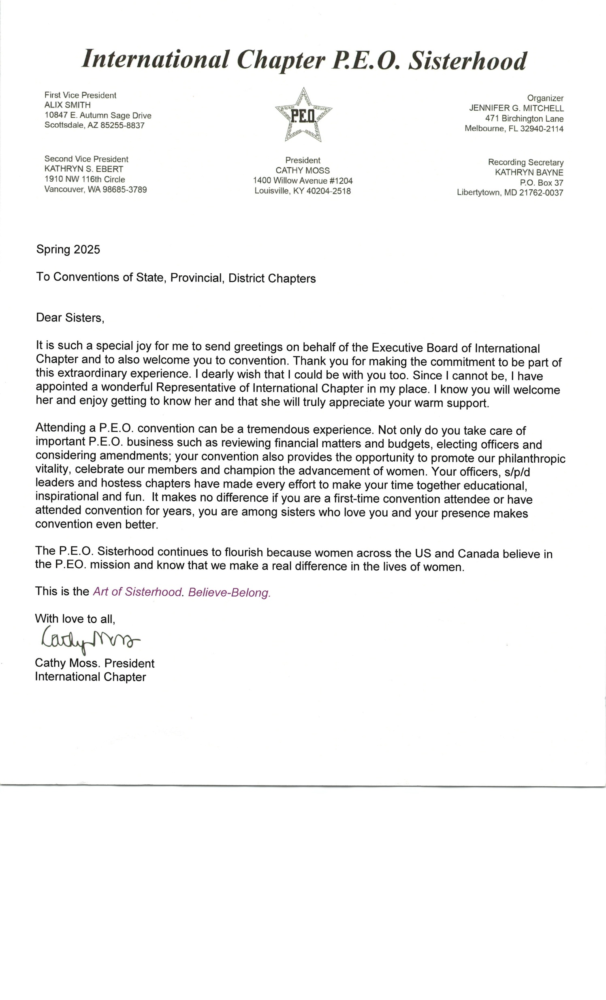 International Chapter P.E.O. Sisterhood
First Vice President
ALIX SMITH
10847 E. Autumn Sage Drive
Scottsdale, AZ 85255-8837
P.E.O.
Organizer
JENNIFER G. MITCHELL
471 Birchington Lane
Melbourne, FL 32940-2114
Second Vice President
KATHRYN S. EBERT
1910 NW 116th Circle
Vancouver, WA 98685-3789
President
CATHY MOSS
1400 Willow Avenue #1204
Louisville, KY 40204-2518
Recording Secretary
KATHRYN BAYNE
P.O. Box 37
Libertytown, MD 21762-0037
Spring 2025
To Conventions of State, Provincial, District Chapters
Dear Sisters,
It is such a special joy for me to send greetings on behalf of the Executive Board of International
Chapter and to also welcome you to convention. Thank you for making the commitment to be part of
this extraordinary experience. I dearly wish that I could be with you too. Since I cannot be, I have
appointed a wonderful Representative of International Chapter in my place. I know you will welcome
her and enjoy getting to know her and that she will truly appreciate your warm support.
Attending a P.E.O. convention can be a tremendous experience. Not only do you take care of
important P.E.O. business such as reviewing financial matters and budgets, electing officers and
considering amendments; your convention also provides the opportunity to promote our philanthropic
vitality, celebrate our members and champion the advancement of women. Your officers, s/p/d
leaders and hostess chapters have made every effort to make your time together educational,
inspirational and fun.  It makes no difference if you are a first-time convention attendee or have
attended convention for years, you are among sisters who love you and your presence makes
convention even better.
The P.E.O. Sisterhood continues to flourish because women across the US and Canada believe in
the P.EO. mission and know that we make a real difference in the lives of women.
This is the Art of Sisterhood. Believe-Belong.
With love to all,
Cathy Moss
Cathy Moss. President
International Chapter